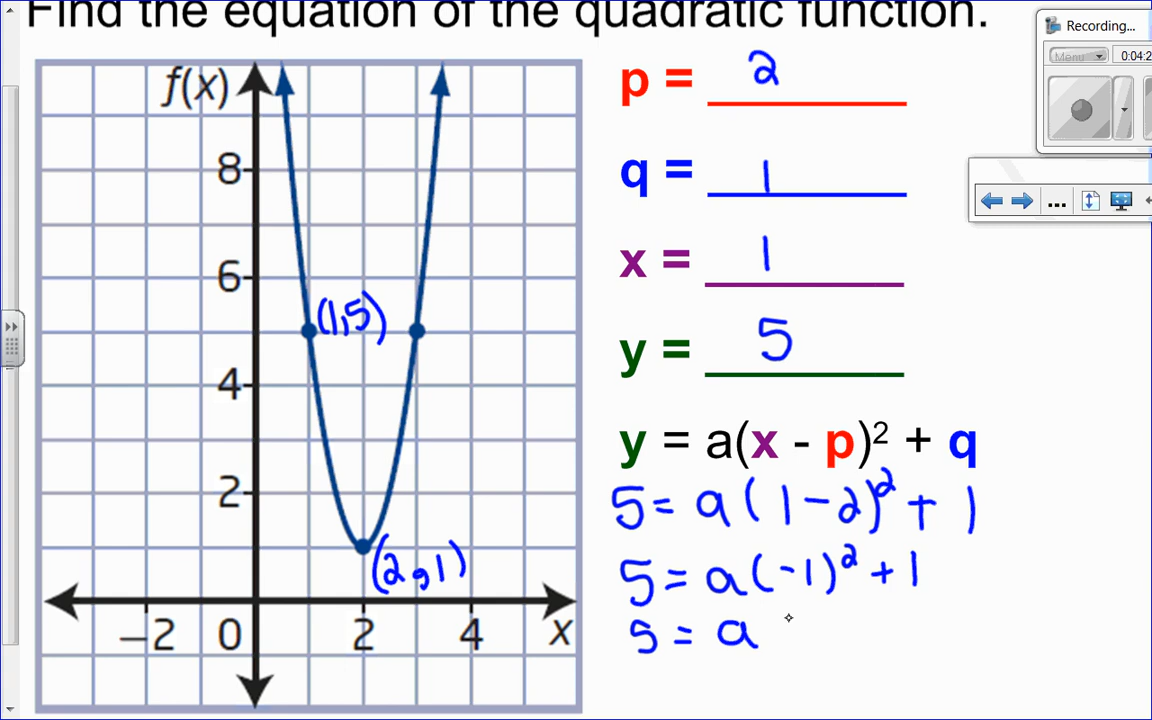 Find the equation of the quadratic function.
Recording...
Menu
0:04:2
f(x)
8
6
4
2
-2
0
2
4
x
(1,5)
(2,1)
p = 2
q = 1
x = 1
y = 5
y = a(x - p)² + q
5 = a(1-2)² + 1
5 = a(-1)² + 1
5 = a
...